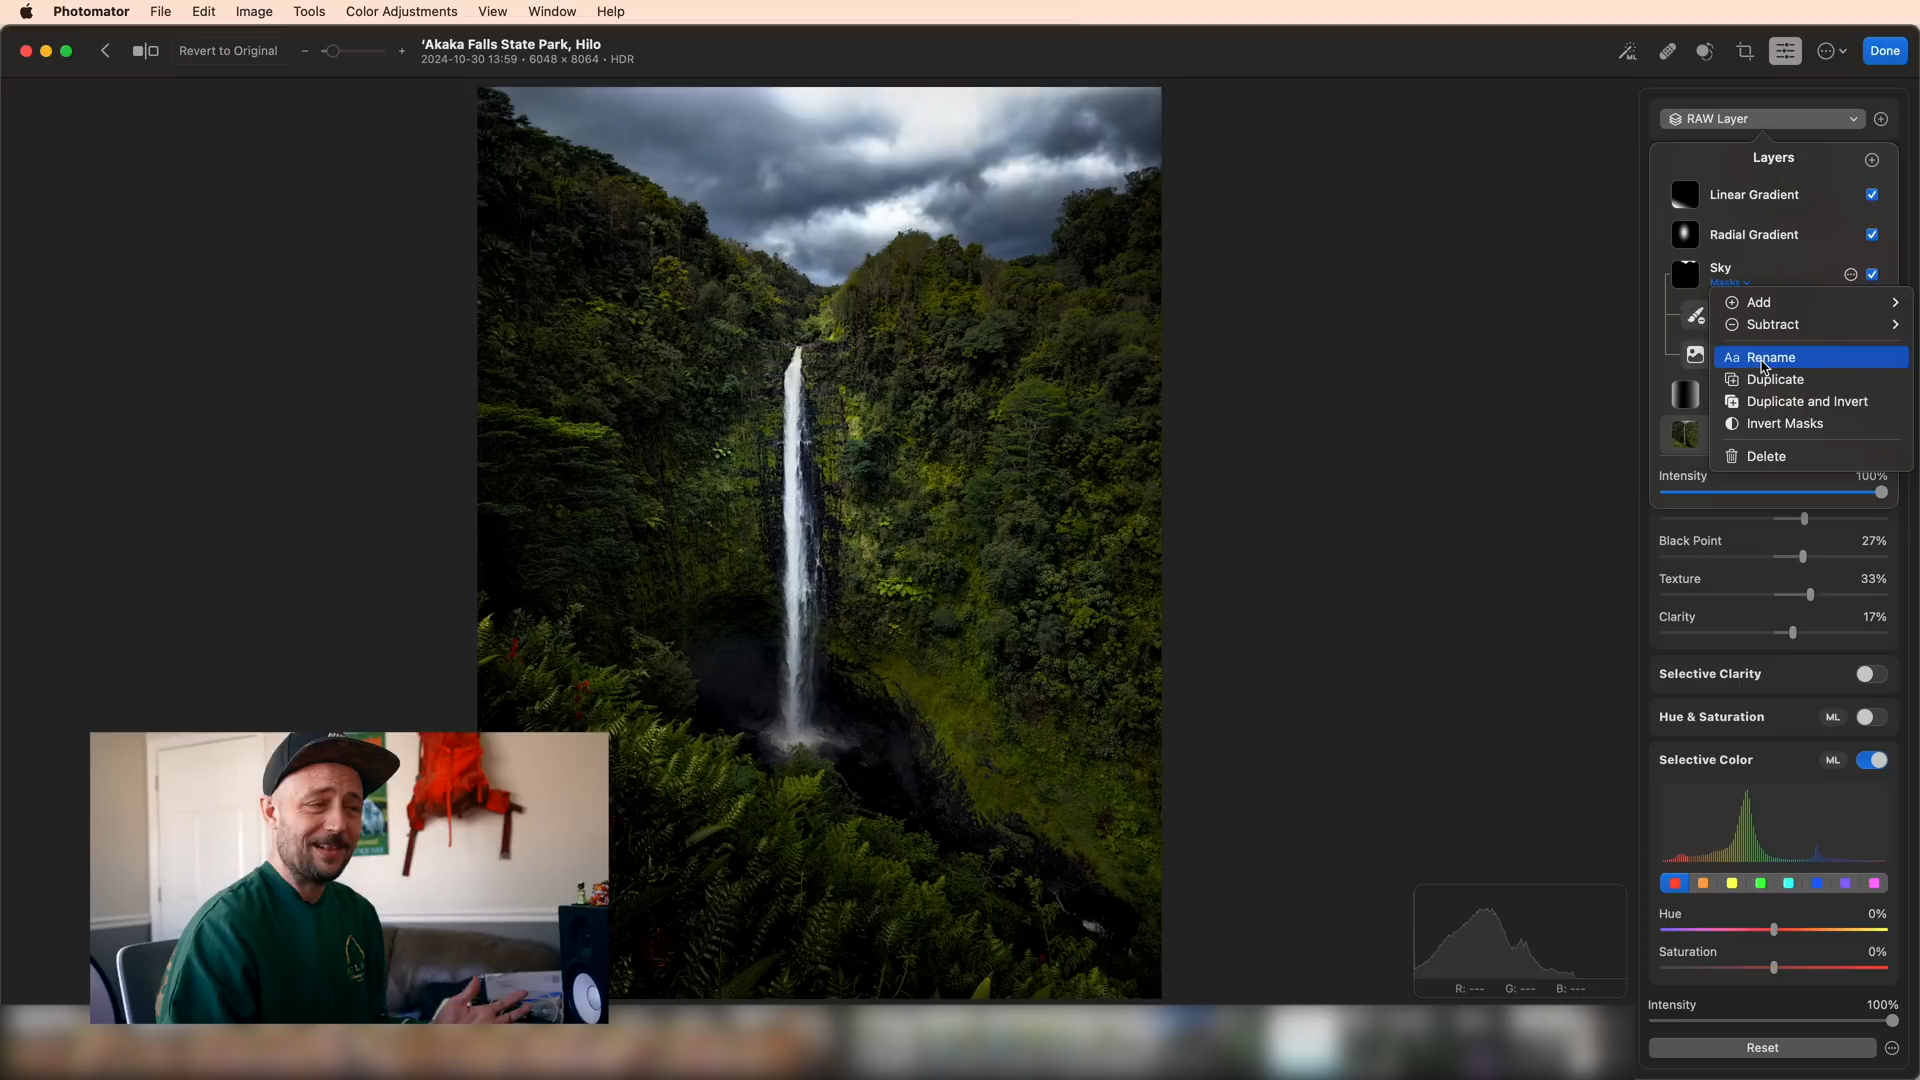 Photomator File Edit Image Tools Color Adjustments View Window Help
Revert to Original
‘Akaka Falls State Park, Hilo
2024-10-30 13:59 • 6048 × 8064 • HDR
ML
Done
RAW Layer
Layers
Linear Gradient
Radial Gradient
Sky
Masks
Add
Subtract
Aa Rename
Duplicate
Duplicate and Invert
Invert Masks
Delete
Intensity 100%
Black Point 27%
Texture 33%
Clarity 17%
Selective Clarity
Hue & Saturation ML
Selective Color ML
Hue 0%
Saturation 0%
R: --- G: --- B: ---
Intensity 100%
Reset